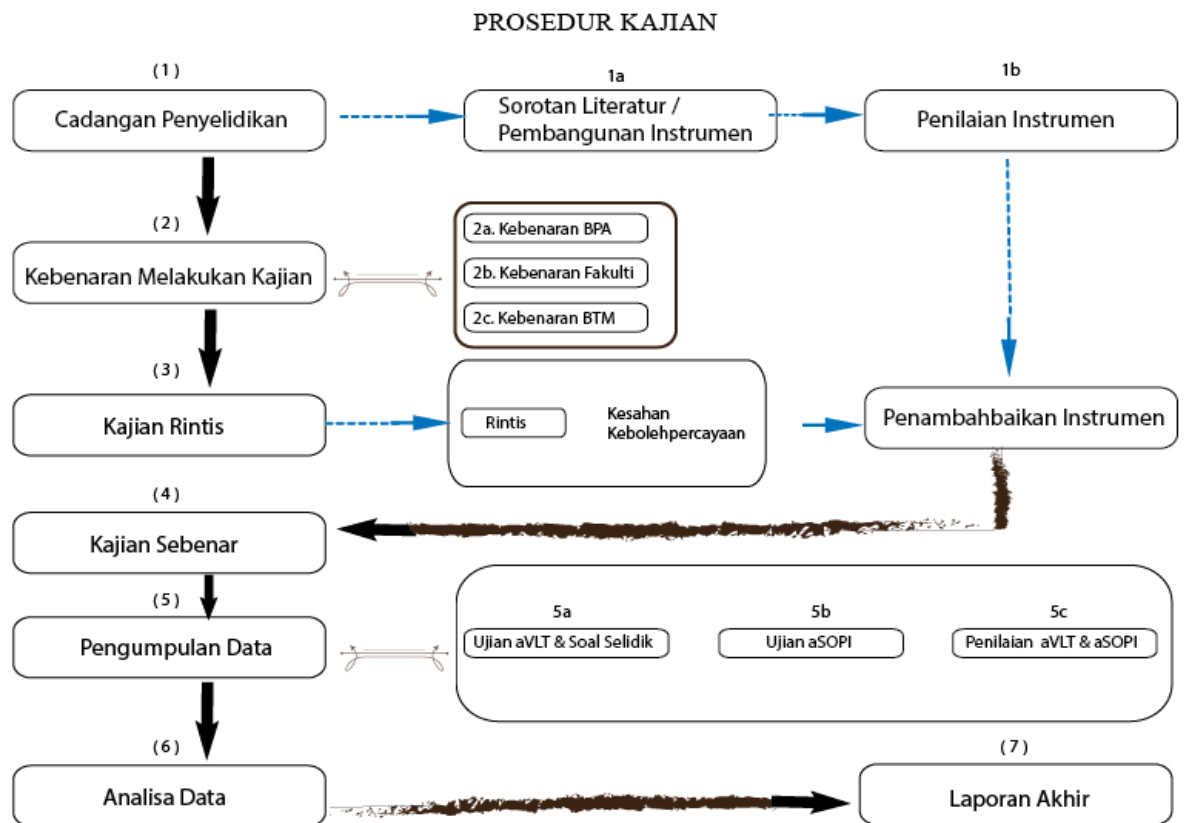 PROSEDUR KAJIAN
(1)
Cadangan Penyelidikan
1a
Sorotan Literatur /
Pembangunan Instrumen
1b
Penilaian Instrumen
(2)
Kebenaran Melakukan Kajian
2a. Kebenaran BPA
2b. Kebenaran Fakulti
2c. Kebenaran BTM
(3)
Kajian Rintis
Rintis
Kesahan
Kebolehpercayaan
Penambahbaikan Instrumen
(4)
Kajian Sebenar
(5)
Pengumpulan Data
5a
Ujian aVLT & Soal Selidik
5b
Ujian aSOPI
5c
Penilaian aVLT & aSOPI
(6)
Analisa Data
(7)
Laporan Akhir